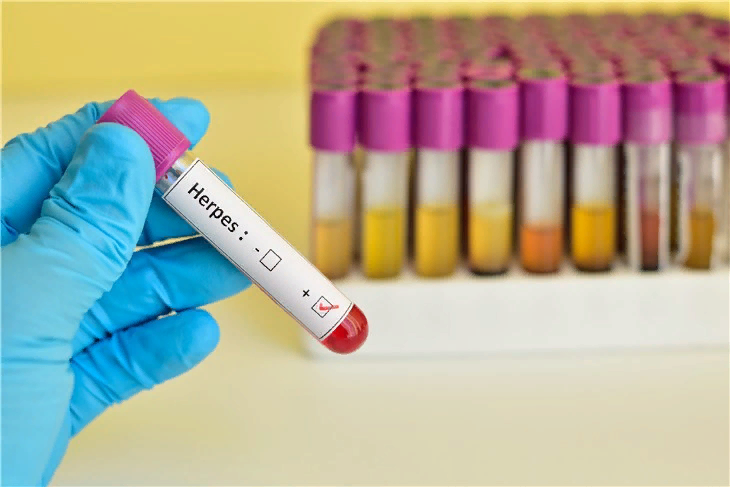 Herpes :
- ☐
+ ☑